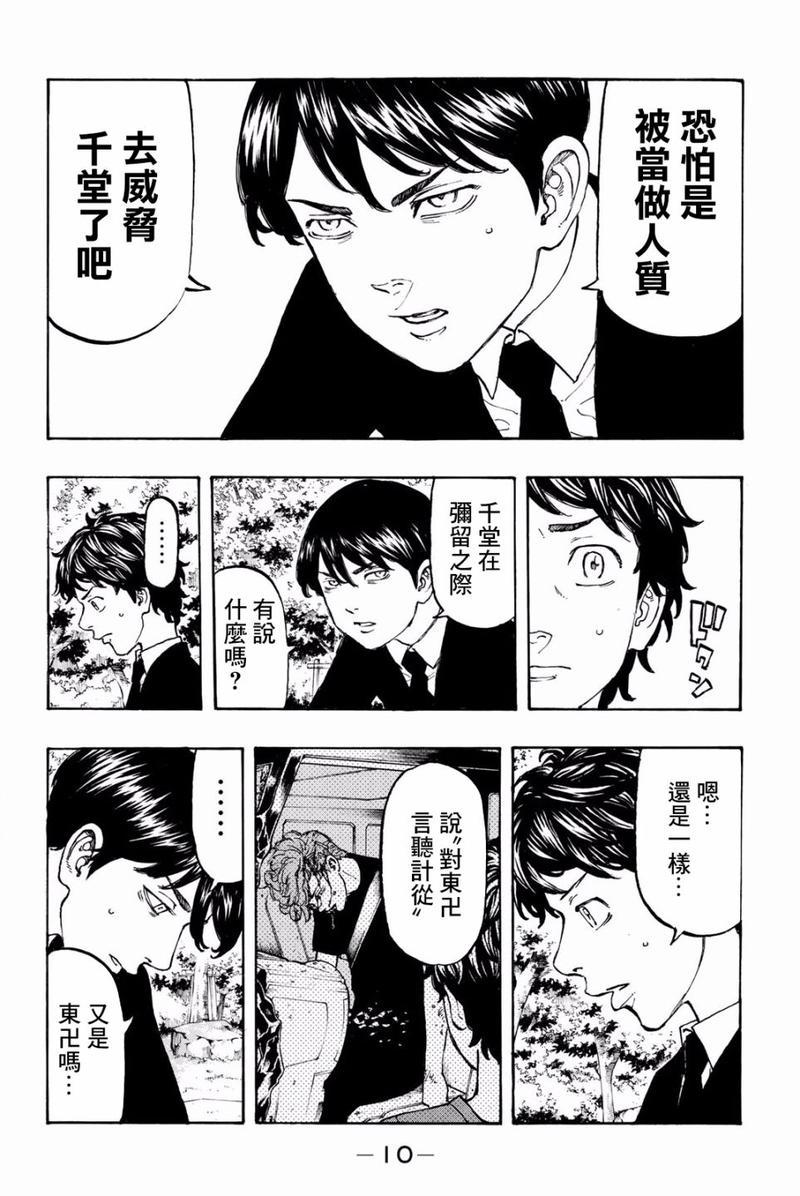 恐怕是
被當做人質
去威脅
千堂了吧
ドクン
千堂在
彌留之際
有說
什麼嗎？
……
嗯…
還是一樣…
說〝對東卍
言聽計從〞
……
又是
東卍嗎…
—10—